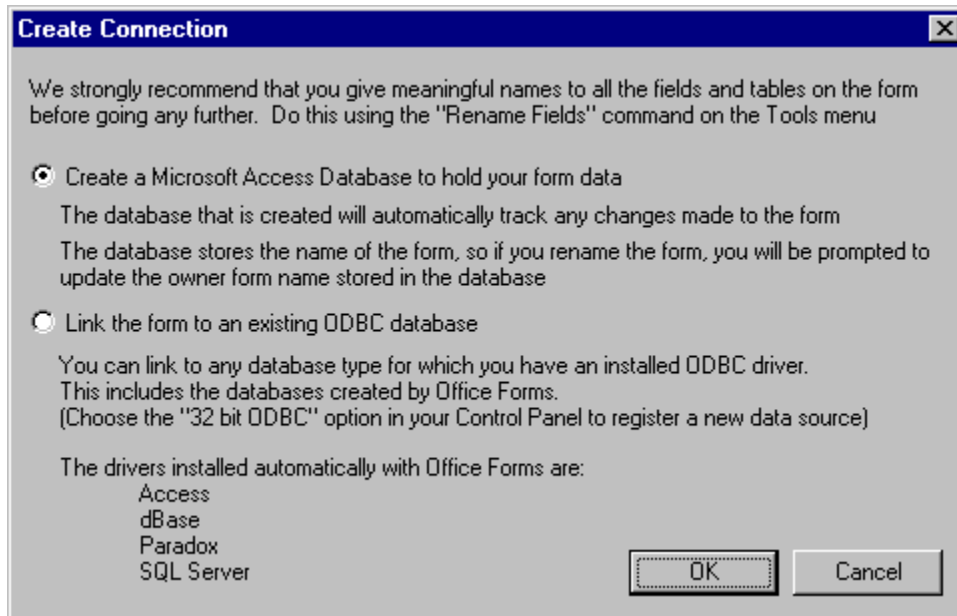 Create Connection
We strongly recommend that you give meaningful names to all the fields and tables on the form
before going any further.  Do this using the "Rename Fields" command on the Tools menu
Create a Microsoft Access Database to hold your form data
The database that is created will automatically track any changes made to the form
The database stores the name of the form, so if you rename the form, you will be prompted to
update the owner form name stored in the database
Link the form to an existing ODBC database
You can link to any database type for which you have an installed ODBC driver.
This includes the databases created by Office Forms.
(Choose the "32 bit ODBC" option in your Control Panel to register a new data source)
The drivers installed automatically with Office Forms are:
Access
dBase
Paradox
SQL Server
OK
Cancel